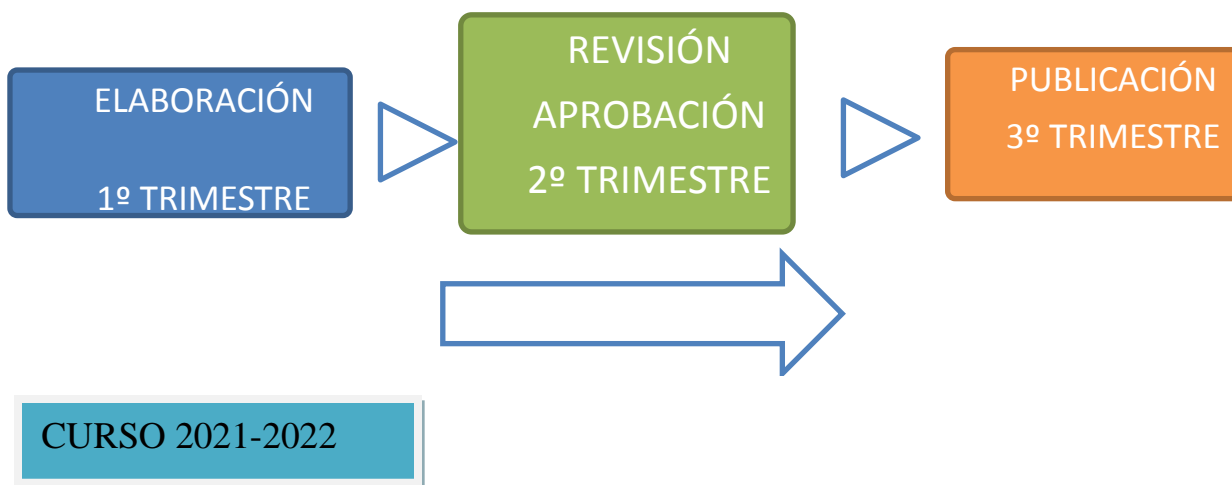 ELABORACIÓN
1º TRIMESTRE
REVISIÓN
APROBACIÓN
2º TRIMESTRE
PUBLICACIÓN
3º TRIMESTRE
CURSO 2021-2022